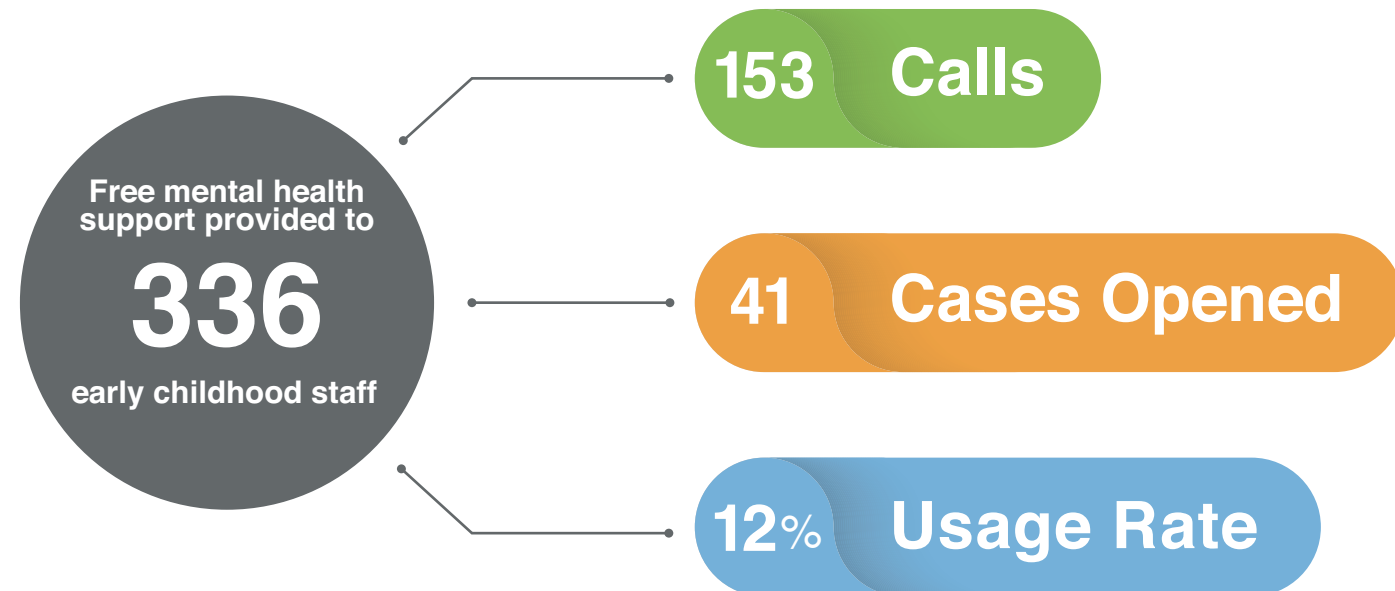 Free mental health
support provided to
336
early childhood staff
153 Calls
41 Cases Opened
12% Usage Rate